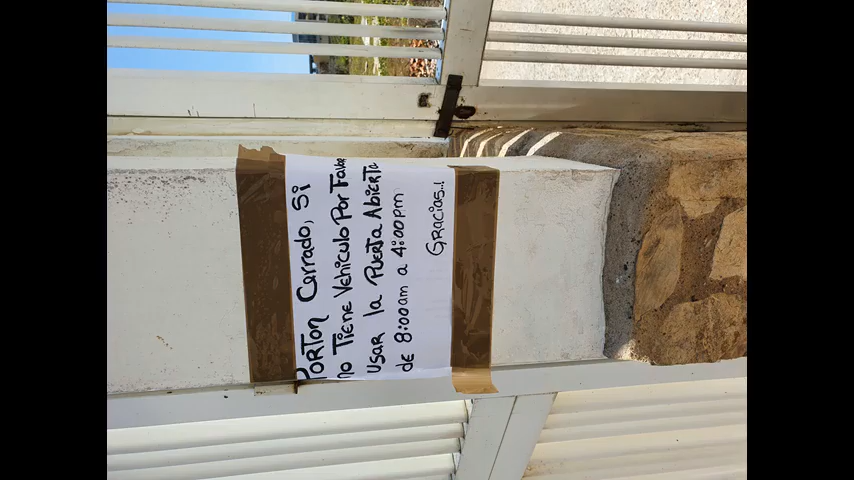 PORTON Cerrado, Si
no Tiene Vehiculo Por Favor
usar la Puerta Abierta
de 8:00am a 4:00pm
Gracias..!